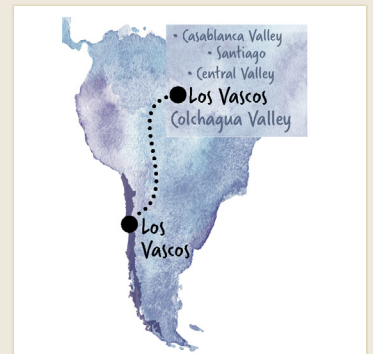 • Casablanca Valley
• Santiago
• Central Valley
Los Vascos
Colchagua Valley
Los
Vascos